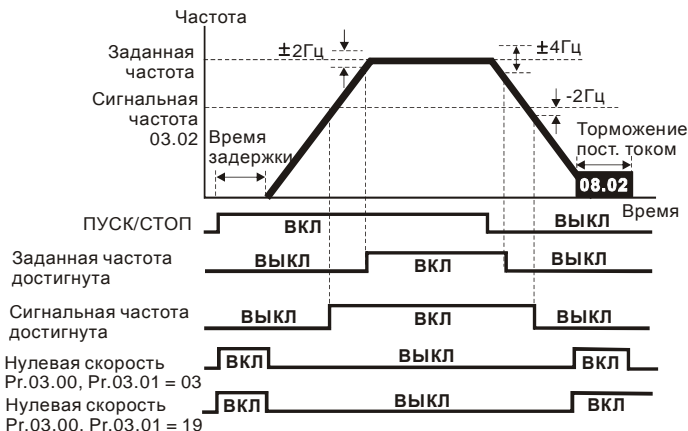 Частота
Заданная
частота
±2Гц
±4Гц
Сигнальная
частота
03.02
-2Гц
Время
задержки
Торможение
пост. током
08.02
Время
ПУСК/СТОП
ВКЛ
ВЫКЛ
Заданная частота
достигнута
ВЫКЛ
ВКЛ
ВЫКЛ
Сигнальная частота
достигнута
ВЫКЛ
ВКЛ
ВЫКЛ
Нулевая скорость
Pr.03.00, Pr.03.01 = 03
ВКЛ
ВЫКЛ
ВКЛ
Нулевая скорость
Pr.03.00, Pr.03.01 = 19
ВКЛ
ВЫКЛ
ВКЛ